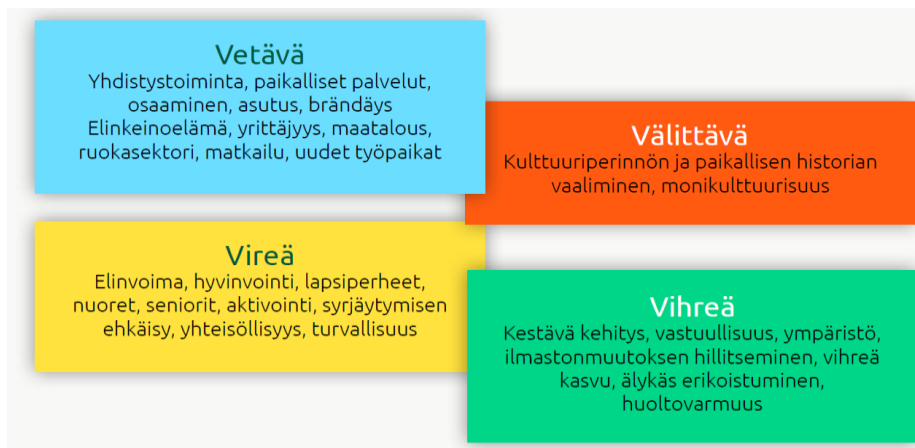 Vetävä
Yhdistystoiminta, paikalliset palvelut,
osaaminen, asutus, brändäys
Elinkeinoelämä, yrittäjyys, maatalous,
ruokasektori, matkailu, uudet työpaikat
Välittävä
Kulttuuriperinnön ja paikallisen historian
vaaliminen, monikulttuurisuus
Vireä
Elinvoima, hyvinvointi, lapsiperheet,
nuoret, seniorit, aktivointi, syrjäytymisen
ehkäisy, yhteisöllisyys, turvallisuus
Vihreä
Kestävä kehitys, vastuullisuus, ympäristö,
ilmastonmuutoksen hillitseminen, vihreä
kasvu, älykäs erikoistuminen,
huoltovarmuus